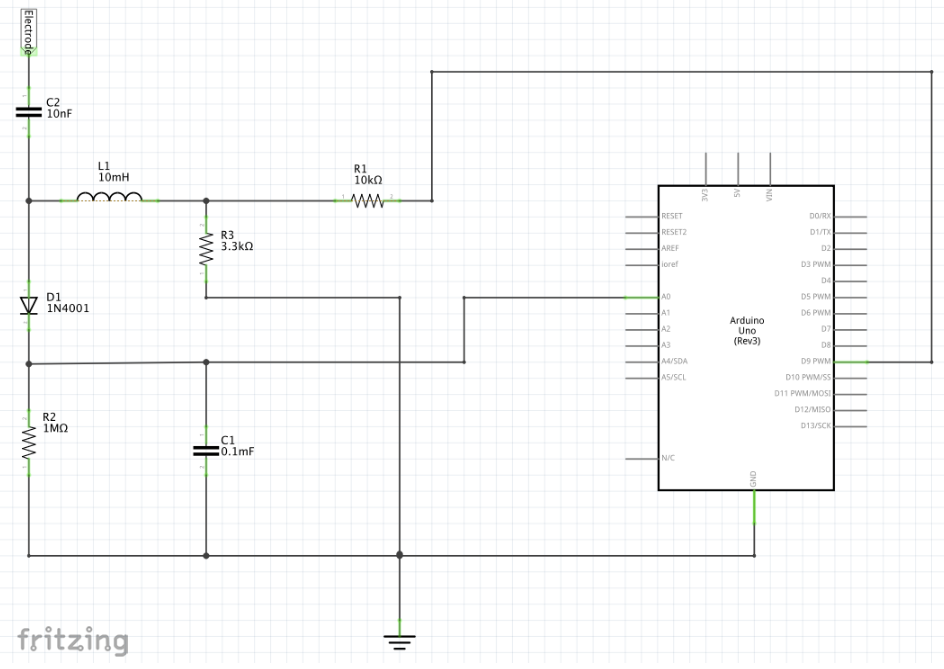 Electrode
C2
10nF
L1
10mH
R1
10kΩ
R3
3.3kΩ
D1
1N4001
R2
1MΩ
C1
0.1mF
3V3
5V
VIN
RESET
RESET2
AREF
ioref
A0
A1
A2
A3
A4/SDA
A5/SCL
N/C
Arduino
Uno
(Rev3)
D0/RX
D1/TX
D2
D3 PWM
D4
D5 PWM
D6 PWM
D7
D8
D9 PWM
D10 PWM/SS
D11 PWM/MOSI
D12/MISO
D13/SCK
GND
fritzing